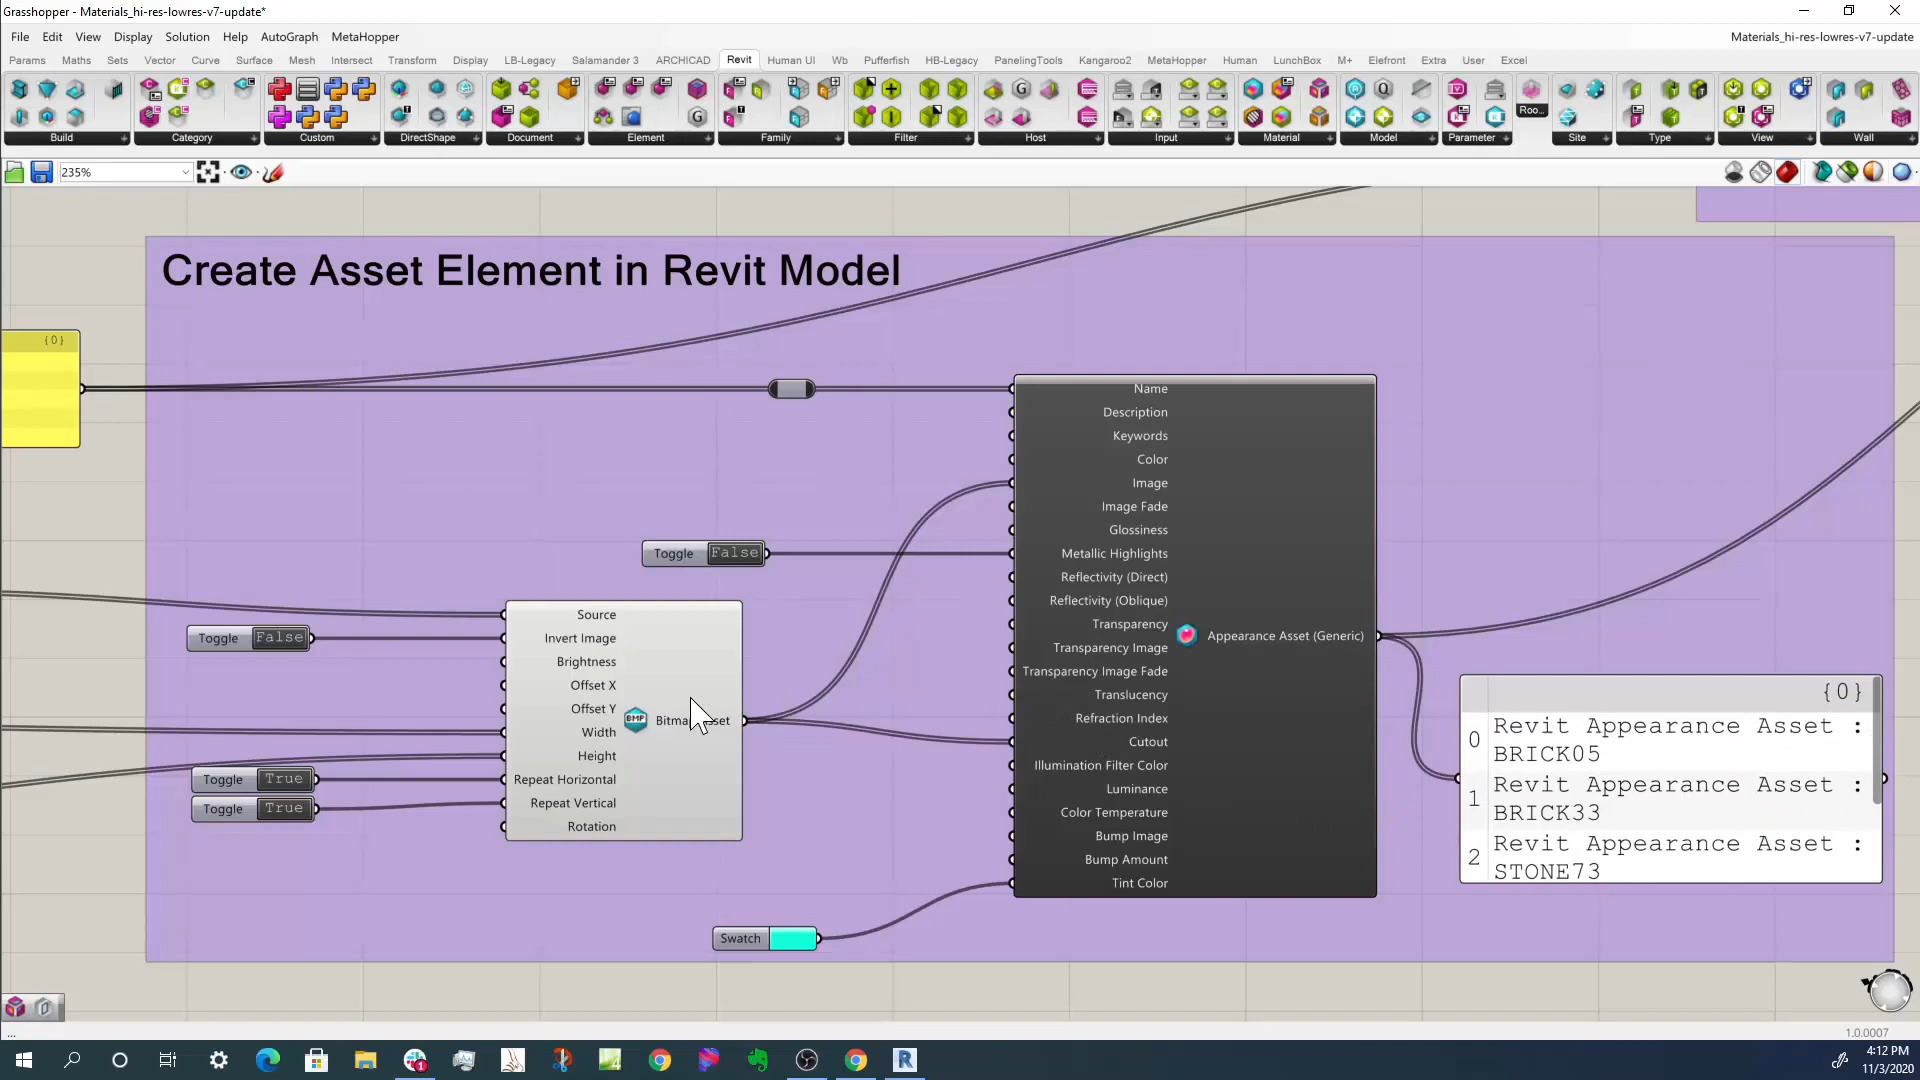 Grasshopper - Materials_hi-res-lowres-v7-update*
File Edit View Display Solution Help AutoGraph MetaHopper
Materials_hi-res-lowres-v7-update
Params Maths Sets Vector Curve Surface Mesh Intersect Transform Display LB-Legacy Salamander 3 ARCHICAD Revit Human UI Wb Pufferfish HB-Legacy PanelingTools Kangaroo2 MetaHopper Human LunchBox M+ Elefront Extra User Excel
Roo...
Build Category Custom DirectShape Document Element Family Filter Host Input Material Model Parameter Site Type View Wall
235%
Create Asset Element in Revit Model
{0}
Name
Description
Keywords
Color
Image
Image Fade
Glossiness
Toggle False
Metallic Highlights
Reflectivity (Direct)
Reflectivity (Oblique)
Transparency
Transparency Image
Transparency Image Fade
Translucency
Refraction Index
Cutout
Illumination Filter Color
Luminance
Color Temperature
Bump Image
Bump Amount
Tint Color
Appearance Asset (Generic)
Source
Toggle False
Invert Image
Brightness
Offset X
Offset Y
Width
Height
Toggle True
Repeat Horizontal
Toggle True
Repeat Vertical
Rotation
BMP
Swatch
{0}
0 Revit Appearance Asset :
BRICK05
1 Revit Appearance Asset :
BRICK33
2 Revit Appearance Asset :
STONE73
...
1.0.0007
4:12 PM
11/3/2020